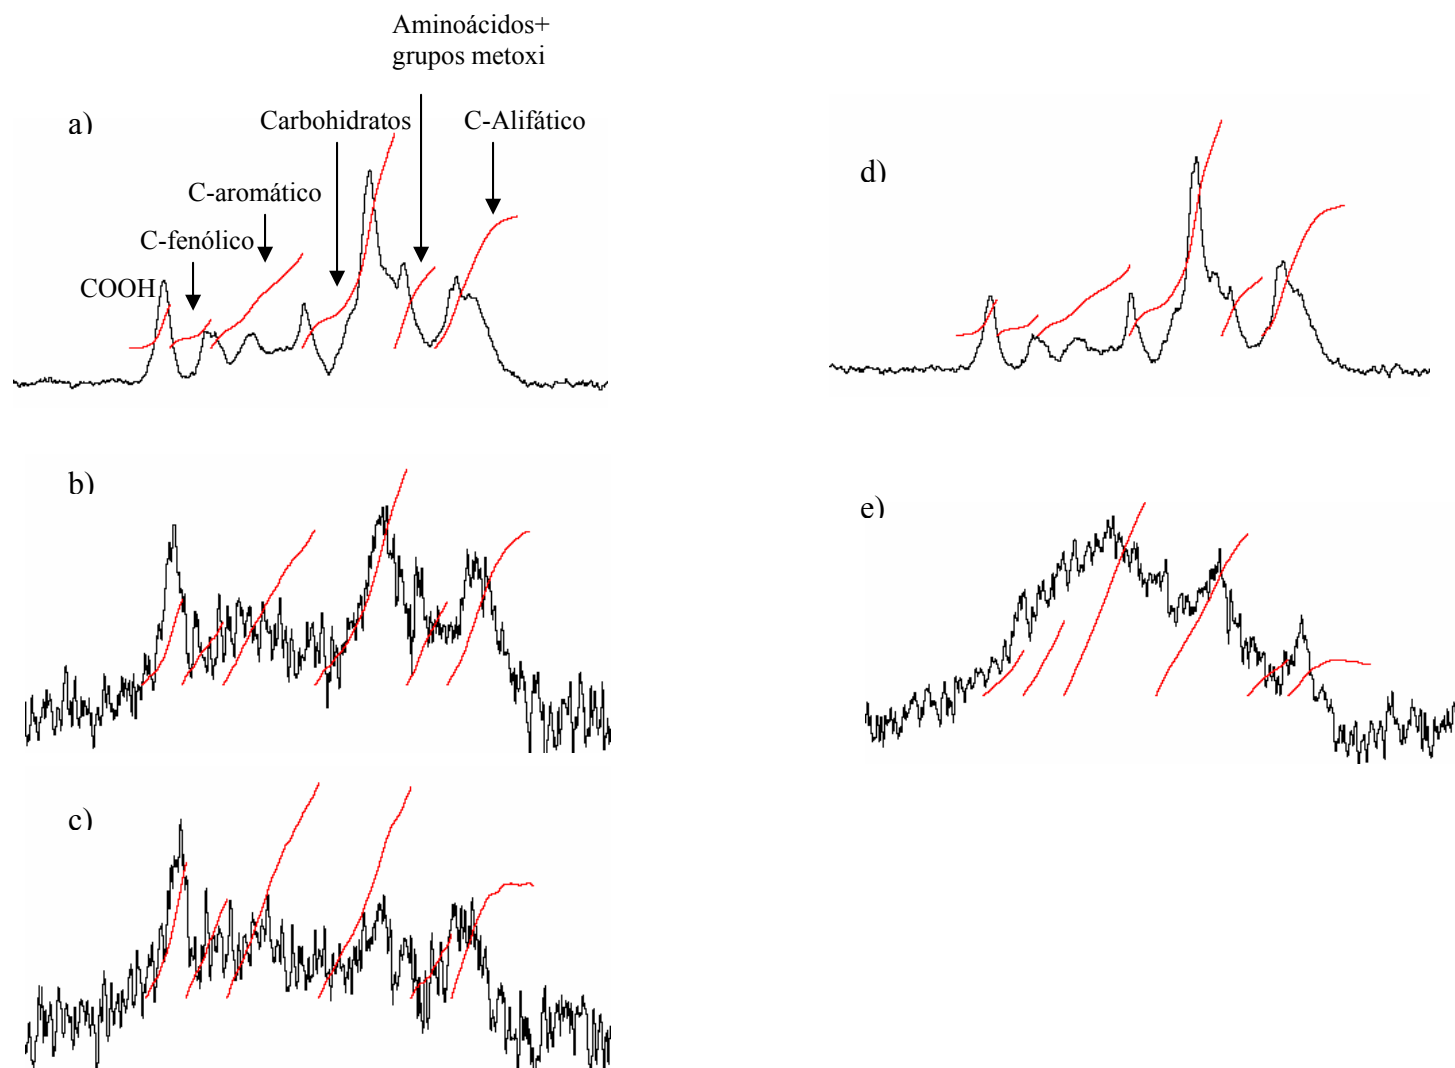 Aminoácidos+
grupos metoxi
a)
Carbohidratos
C-Alifático
C-aromático
C-fenólico
COOH
d)
b)
e)
c)